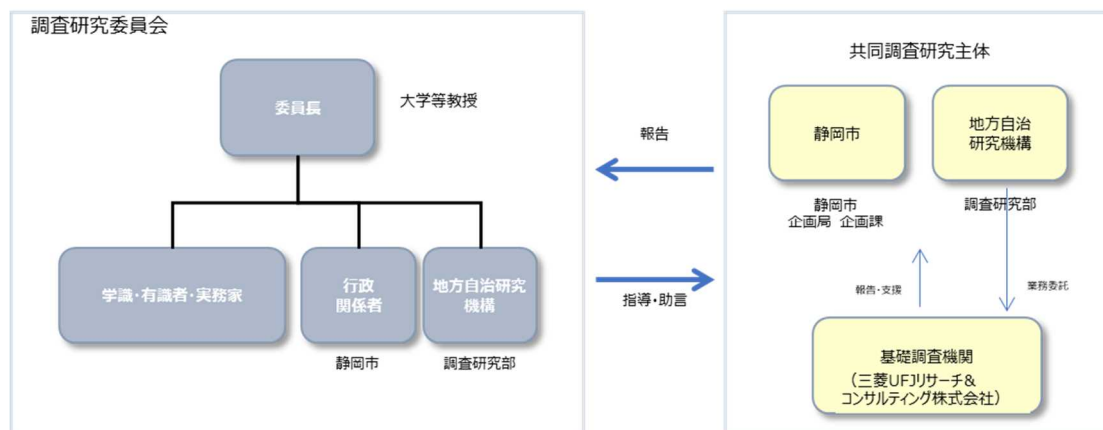 調査研究委員会
委員長
大学等教授
学識・有識者・実務家
行政
関係者
地方自治研究
機構
静岡市
調査研究部
報告
指導・助言
共同調査研究主体
静岡市
地方自治
研究機構
静岡市
企画局 企画課
調査研究部
報告・支援
業務委託
基礎調査機関
（三菱UFJリサーチ＆
コンサルティング株式会社）